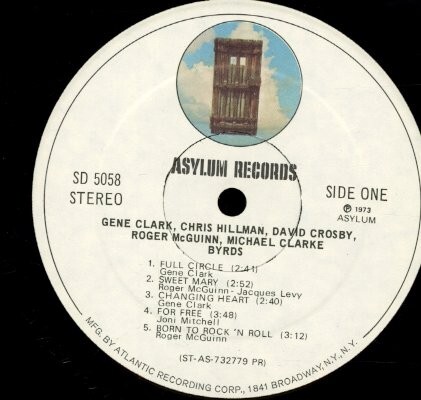 ASYLUM RECORDS
SD 5058
STEREO
SIDE ONE
℗ 1973
ASYLUM
GENE CLARK, CHRIS HILLMAN, DAVID CROSBY,
ROGER McGUINN, MICHAEL CLARKE
BYRDS
1. FULL CIRCLE (2:41)
Gene Clark
2. SWEET MARY (2:52)
Roger McGuinn - Jacques Levy
3. CHANGING HEART (2:40)
Gene Clark
4. FOR FREE (3:48)
Joni Mitchell
5. BORN TO ROCK 'N ROLL (3:12)
Roger McGuinn
(ST-AS-732779 PR)
MFG. BY ATLANTIC RECORDING CORP., 1841 BROADWAY, N.Y., N.Y.